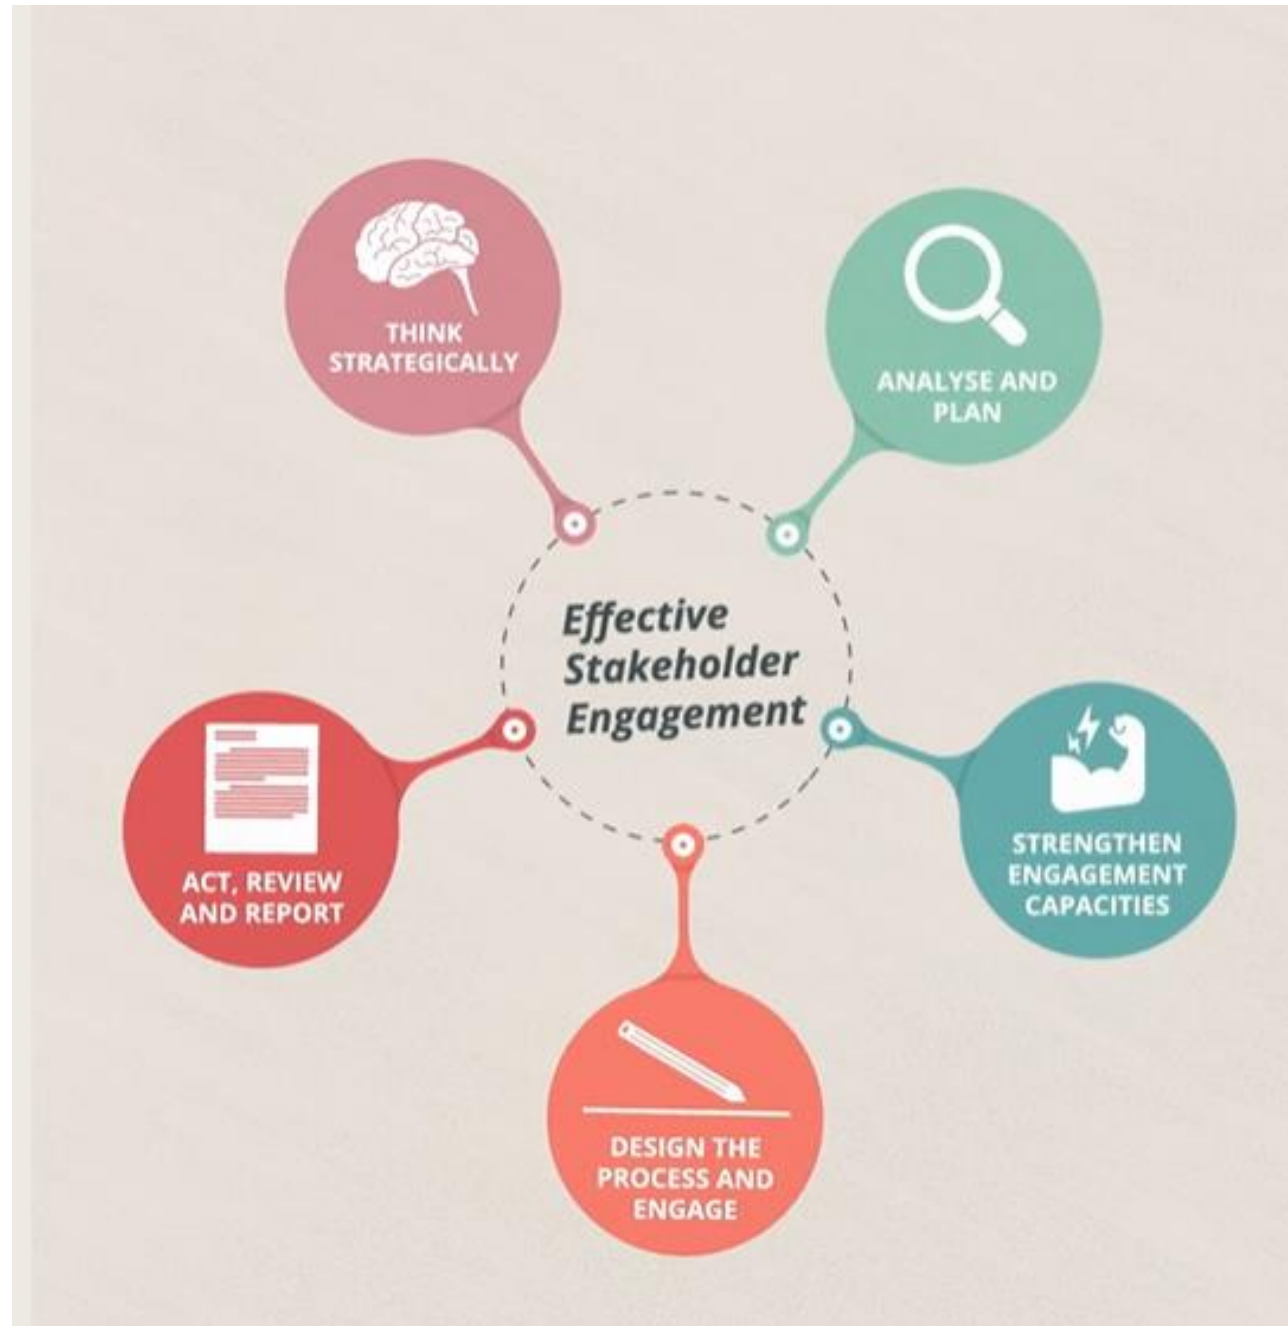 THINK
STRATEGICALLY
ANALYSE AND
PLAN
Effective
Stakeholder
Engagement
STRENGTHEN
ENGAGEMENT
CAPACITIES
ACT, REVIEW
AND REPORT
DESIGN THE
PROCESS AND
ENGAGE